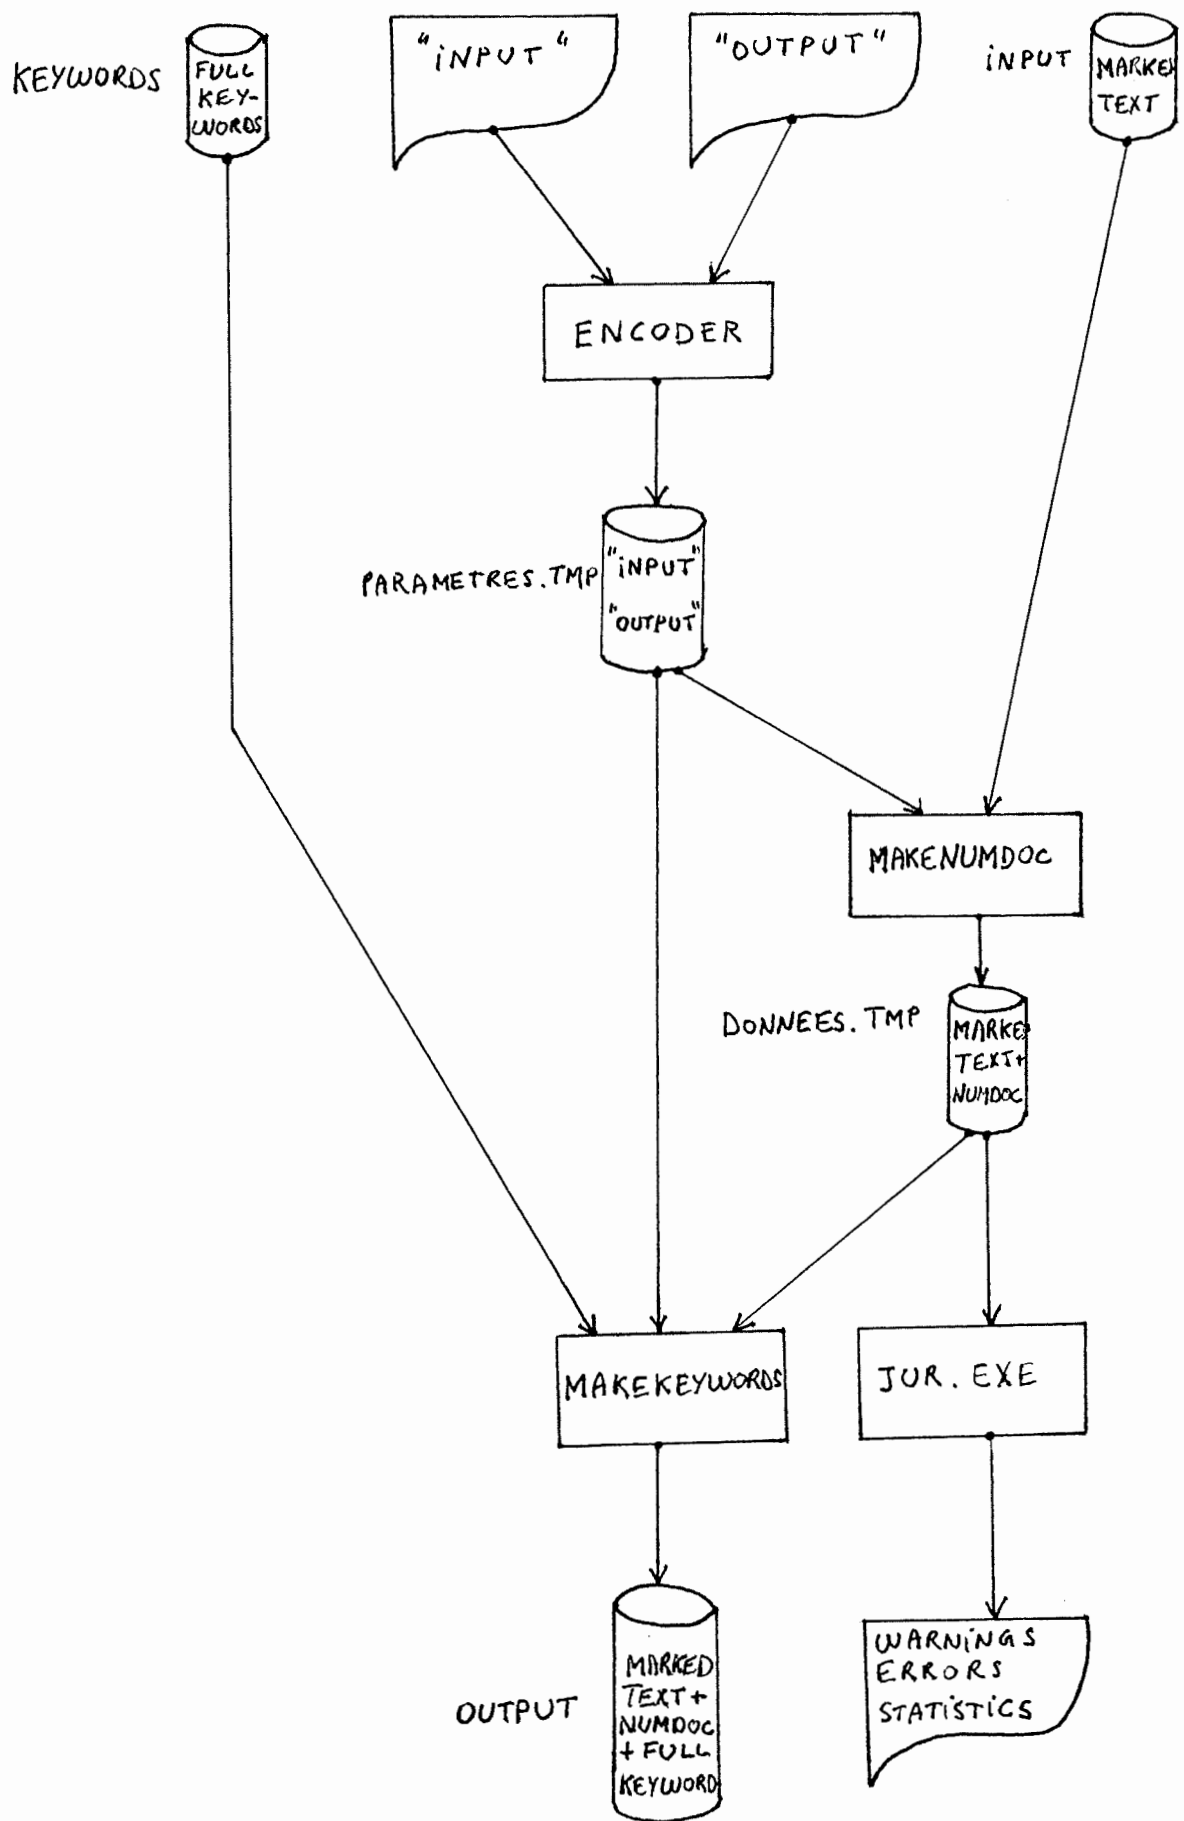 KEYWORDS
FULL
KEY-
WORDS
"iNPUT"
"OUTPUT"
iNPUT
MARKED
TEXT
ENCODER
PARAMETRES.TMP
"iNPUT"
"OUTPUT"
MAKENUMDOC
DONNEES.TMP
MARKED
TEXT+
NUMDOC
MAKEKEYWORDS
JUR.EXE
OUTPUT
MARKED
TEXT+
NUMDOC
+ FULL
KEYWORD
WARNiNGS
ERRORS
STATiSTiCS